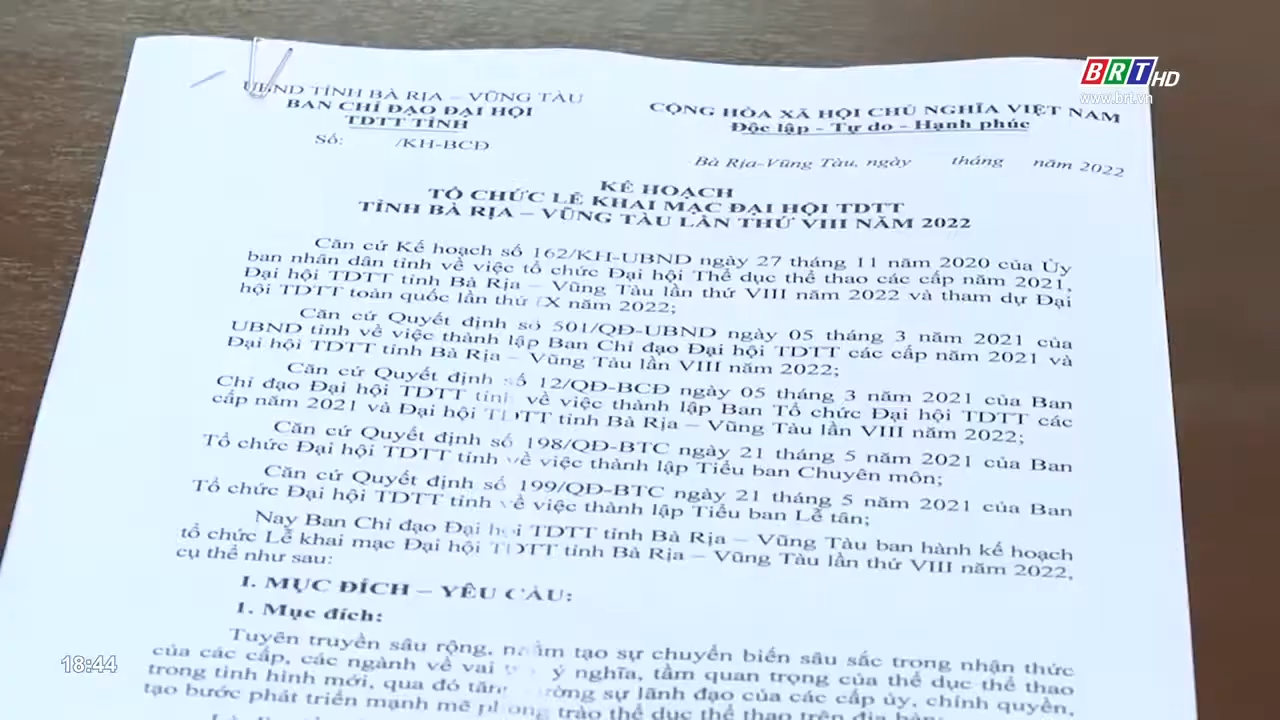 BRT HD
www.brt.vn
UBND TỈNH BÀ RỊA – VŨNG TÀU
BAN CHỈ ĐẠO ĐẠI HỘI
TDTT TỈNH
Số: /KH-BCĐ
CỘNG HÒA XÃ HỘI CHỦ NGHĨA VIỆT NAM
Độc lập - Tự do - Hạnh phúc
Bà Rịa-Vũng Tàu, ngày tháng năm 2022
KẾ HOẠCH
TỔ CHỨC LỄ KHAI MẠC ĐẠI HỘI TDTT
TỈNH BÀ RỊA – VŨNG TÀU LẦN THỨ VIII NĂM 2022
Căn cứ Kế hoạch số 162/KH-UBND ngày 27 tháng 11 năm 2020 của Ủy
ban nhân dân tỉnh về việc tổ chức Đại hội Thể dục thể thao các cấp năm 2021,
Đại hội TDTT tỉnh Bà Rịa – Vũng Tàu lần thứ VIII năm 2022 và tham dự Đại
hội TDTT toàn quốc lần thứ IX năm 2022;
Căn cứ Quyết định số 501/QĐ-UBND ngày 05 tháng 3 năm 2021 của
UBND tỉnh về việc thành lập Ban Chỉ đạo Đại hội TDTT các cấp năm 2021 và
Đại hội TDTT tỉnh Bà Rịa – Vũng Tàu lần VIII năm 2022;
Căn cứ Quyết định số 12/QĐ-BCĐ ngày 05 tháng 3 năm 2021 của Ban
Chỉ đạo Đại hội TDTT tỉnh về việc thành lập Ban Tổ chức Đại hội TDTT các
cấp năm 2021 và Đại hội TDTT tỉnh Bà Rịa – Vũng Tàu lần VIII năm 2022;
Căn cứ Quyết định số 198/QĐ-BTC ngày 21 tháng 5 năm 2021 của Ban
Tổ chức Đại hội TDTT tỉnh về việc thành lập Tiểu ban Chuyên môn;
Căn cứ Quyết định số 199/QĐ-BTC ngày 21 tháng 5 năm 2021 của Ban
Tổ chức Đại hội TDTT tỉnh về việc thành lập Tiểu ban Lễ tân;
Nay Ban Chỉ đạo Đại hội TDTT tỉnh Bà Rịa – Vũng Tàu ban hành kế hoạch
tổ chức Lễ khai mạc Đại hội TDTT tỉnh Bà Rịa – Vũng Tàu lần thứ VIII năm 2022,
cụ thể như sau:
I. MỤC ĐÍCH – YÊU CẦU:
1. Mục đích:
Tuyên truyền sâu rộng, nhằm tạo sự chuyển biến sâu sắc trong nhận thức
của các cấp, các ngành về vai ý nghĩa, tầm quan trọng của thể dục thể thao
trong tình hình mới, qua đó tăng cường sự lãnh đạo của các cấp ủy, chính quyền,
tạo bước phát triển mạnh mẽ phong trào thể dục thể thao trên địa bàn;
18:44